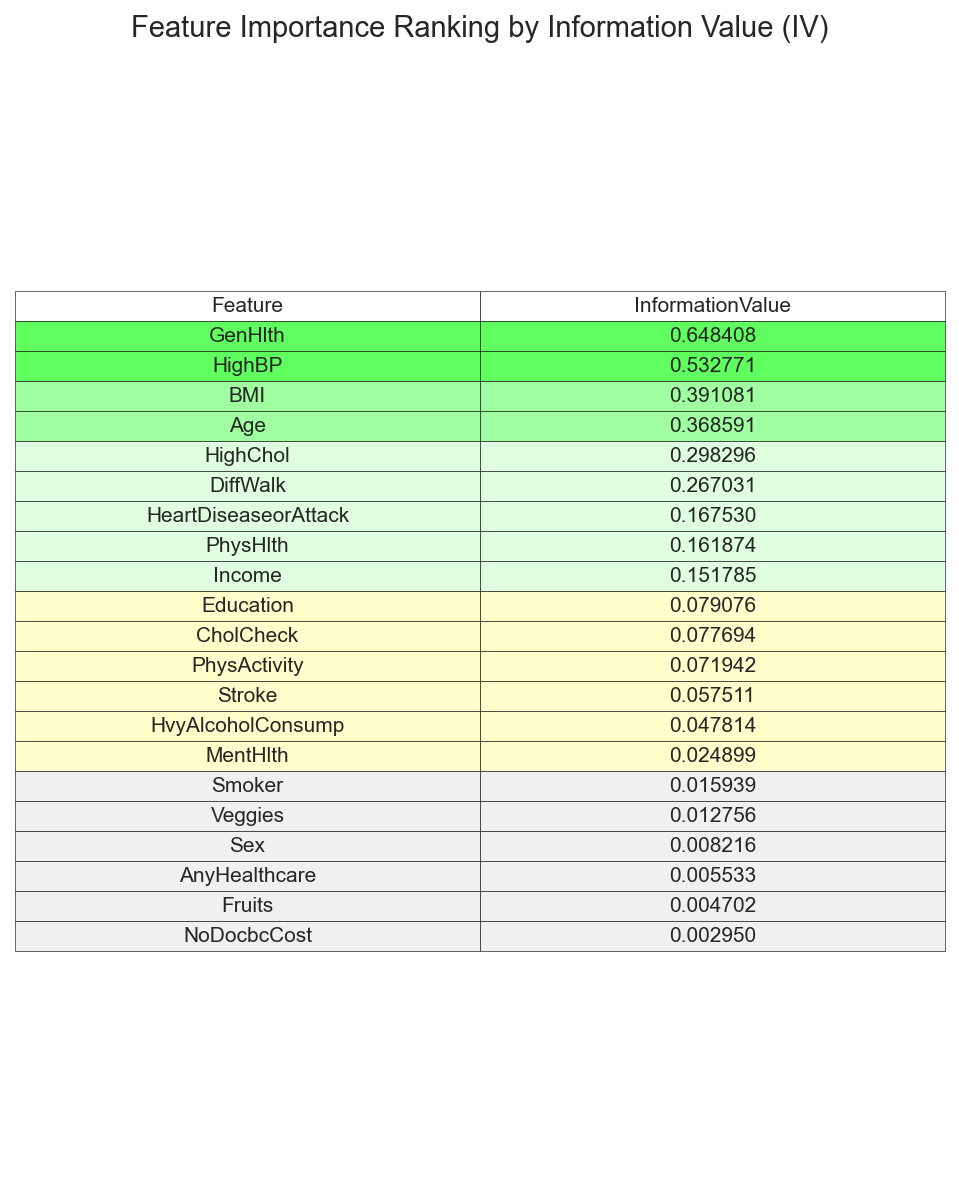 Feature Importance Ranking by Information Value (IV)
Feature InformationValue
GenHlth 0.648408
HighBP 0.532771
BMI 0.391081
Age 0.368591
HighChol 0.298296
DiffWalk 0.267031
HeartDiseaseorAttack 0.167530
PhysHlth 0.161874
Income 0.151785
Education 0.079076
CholCheck 0.077694
PhysActivity 0.071942
Stroke 0.057511
HvyAlcoholConsump 0.047814
MentHlth 0.024899
Smoker 0.015939
Veggies 0.012756
Sex 0.008216
AnyHealthcare 0.005533
Fruits 0.004702
NoDocbcCost 0.002950